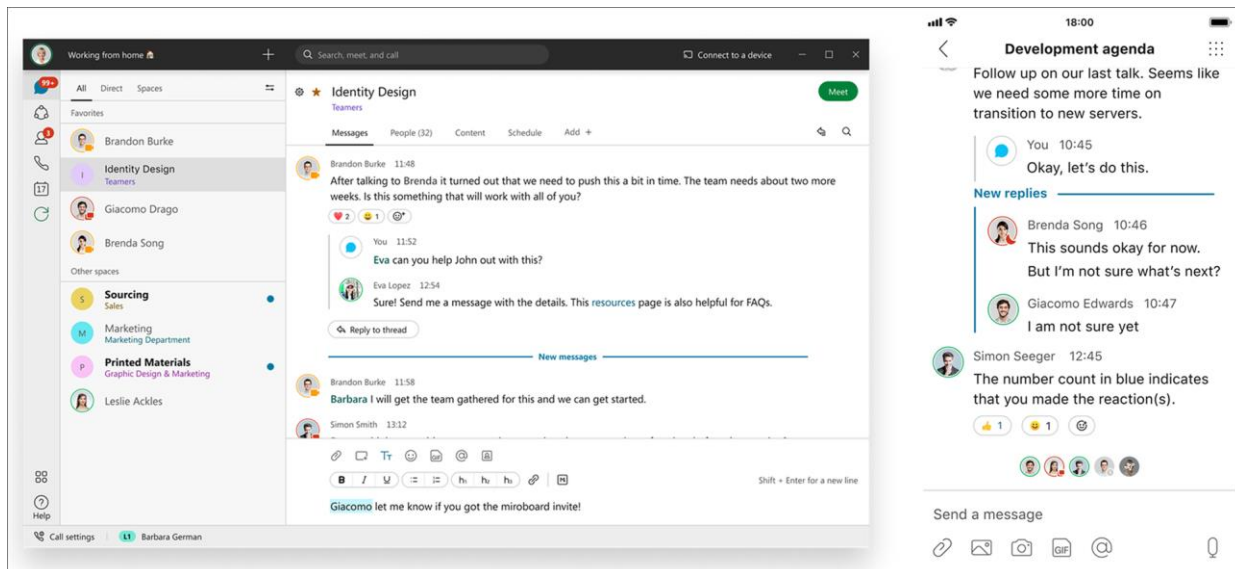 Working from home
Search, meet, and call
Connect to a device
99+
3
17
Help
All Direct Spaces
Favorites
Brandon Burke
I
Identity Design
Teamers
Giacomo Drago
Brenda Song
Other spaces
S
Sourcing
Sales
M
Marketing
Marketing Department
P
Printed Materials
Graphic Design & Marketing
Leslie Ackles
Identity Design
Teamers
Meet
Messages People (32) Content Schedule Add +
Brandon Burke 11:48
After talking to Brenda it turned out that we need to push this a bit in time. The team needs about two more
weeks. Is this something that will work with all of you?
2 1
You 11:52
Eva can you help John out with this?
Eva Lopez 12:54
Sure! Send me a message with the details. This resources page is also helpful for FAQs.
Reply to thread
New messages
Brandon Burke 11:58
Barbara I will get the team gathered for this and we can get started.
Simon Smith 13:12
GIF
B I U h₁ h₂ h₃
Shift + Enter for a new line
Giacomo let me know if you got the miroboard invite!
Call settings
L1 Barbara German
18:00
Development agenda
Follow up on our last talk. Seems like
we need some more time on
transition to new servers.
You 10:45
Okay, let's do this.
New replies
Brenda Song 10:46
This sounds okay for now.
But I'm not sure what's next?
Giacomo Edwards 10:47
I am not sure yet
Simon Seeger 12:45
The number count in blue indicates
that you made the reaction(s).
1 1
Send a message
GIF